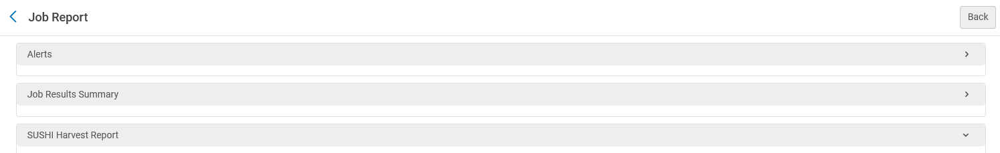 Job Report
Back
Alerts
Job Results Summary
SUSHI Harvest Report